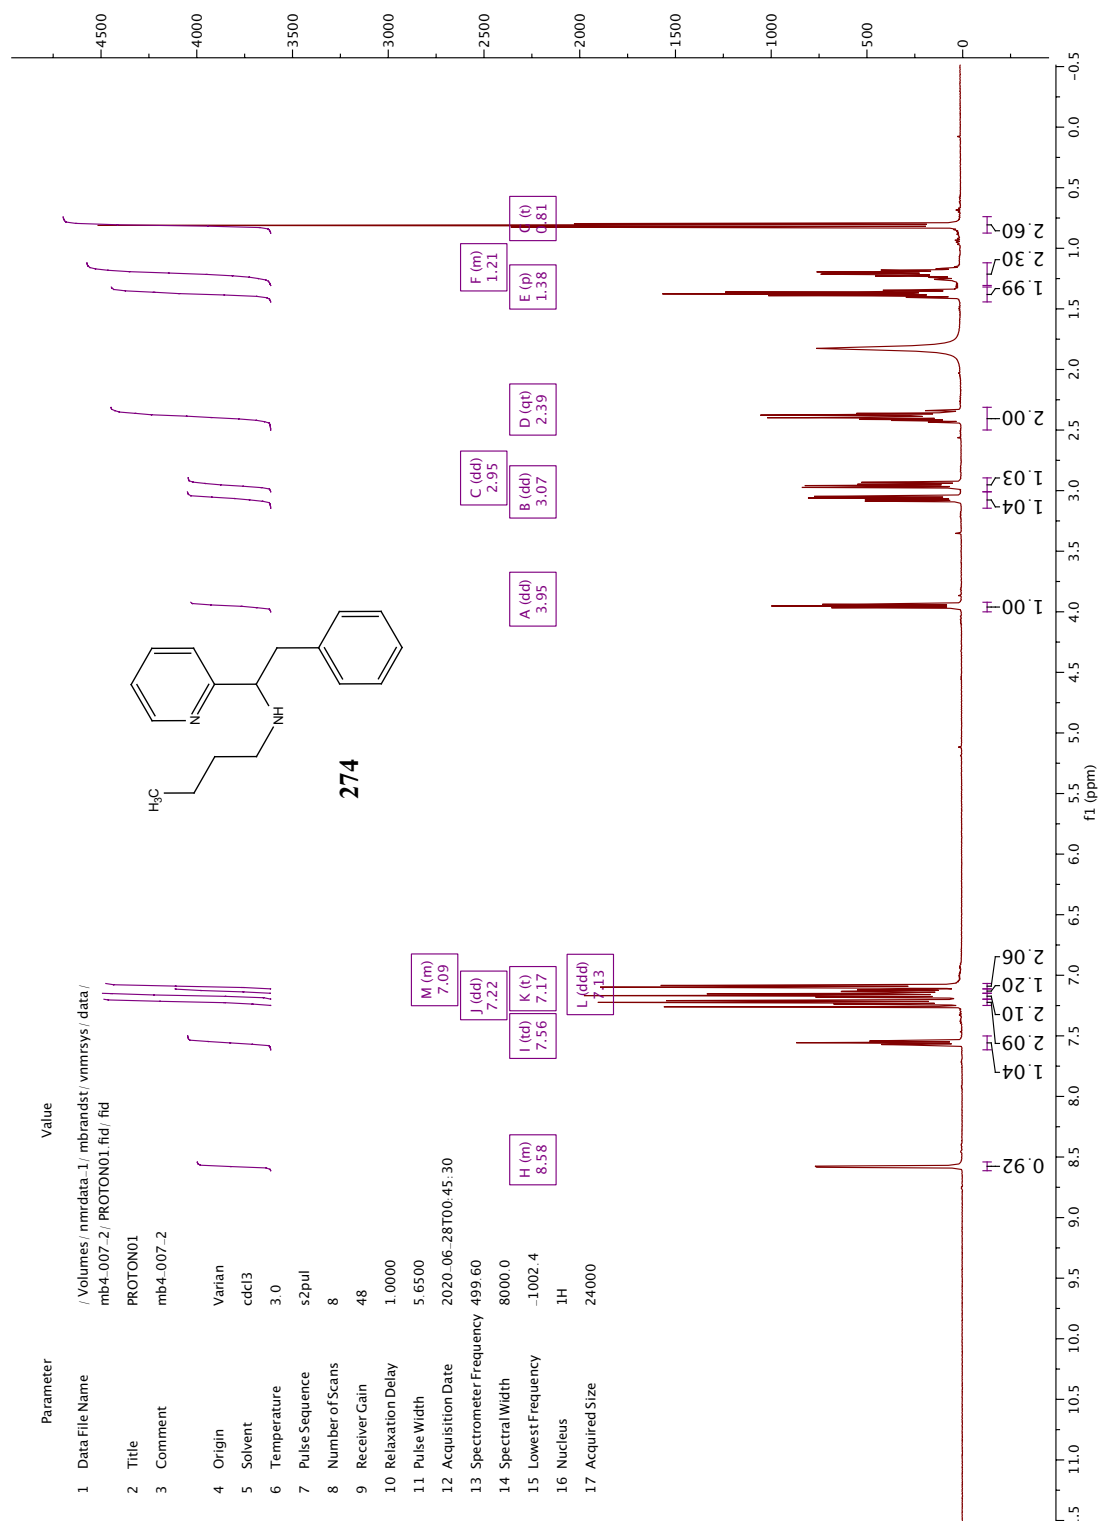 Parameter Value
1 Data File Name / Volumes/ nmrdata_1/ mbrandst/ vnmrsys/ data/
mb4_007_2/ PROTON01.fid/ fid
2 Title PROTON01
3 Comment mb4_007_2
4 Origin Varian
5 Solvent cdcl3
6 Temperature 3.0
7 Pulse Sequence s2pul
8 Number of Scans 8
9 Receiver Gain 48
10 Relaxation Delay 1.0000
11 Pulse Width 5.6500
12 Acquisition Date 2020_06_28T00:45:30
13 Spectrometer Frequency 499.60
14 Spectral Width 8000.0
15 Lowest Frequency _1002.4
16 Nucleus 1H
17 Acquired Size 24000
H3C
N
NH
274
M (m)
7.09
J (dd)
7.22
C (dd)
2.95
F (m)
1.21
H (m)
8.58
I (td)
7.56
K (t)
7.17
A (dd)
3.95
B (dd)
3.07
D (qt)
2.39
E (p)
1.38
G (t)
0.81
L (ddd)
7.13
4500
4000
3500
3000
2500
2000
1500
1000
500
0
0.92
1.04
2.09
2.10
1.20
2.06
1.00
1.04
1.03
2.00
1.99
2.30
2.60
.5 11.0 10.5 10.0 9.5 9.0 8.5 8.0 7.5 7.0 6.5 6.0 5.5 5.0 4.5 4.0 3.5 3.0 2.5 2.0 1.5 1.0 0.5 0.0 _0.5
f1 (ppm)